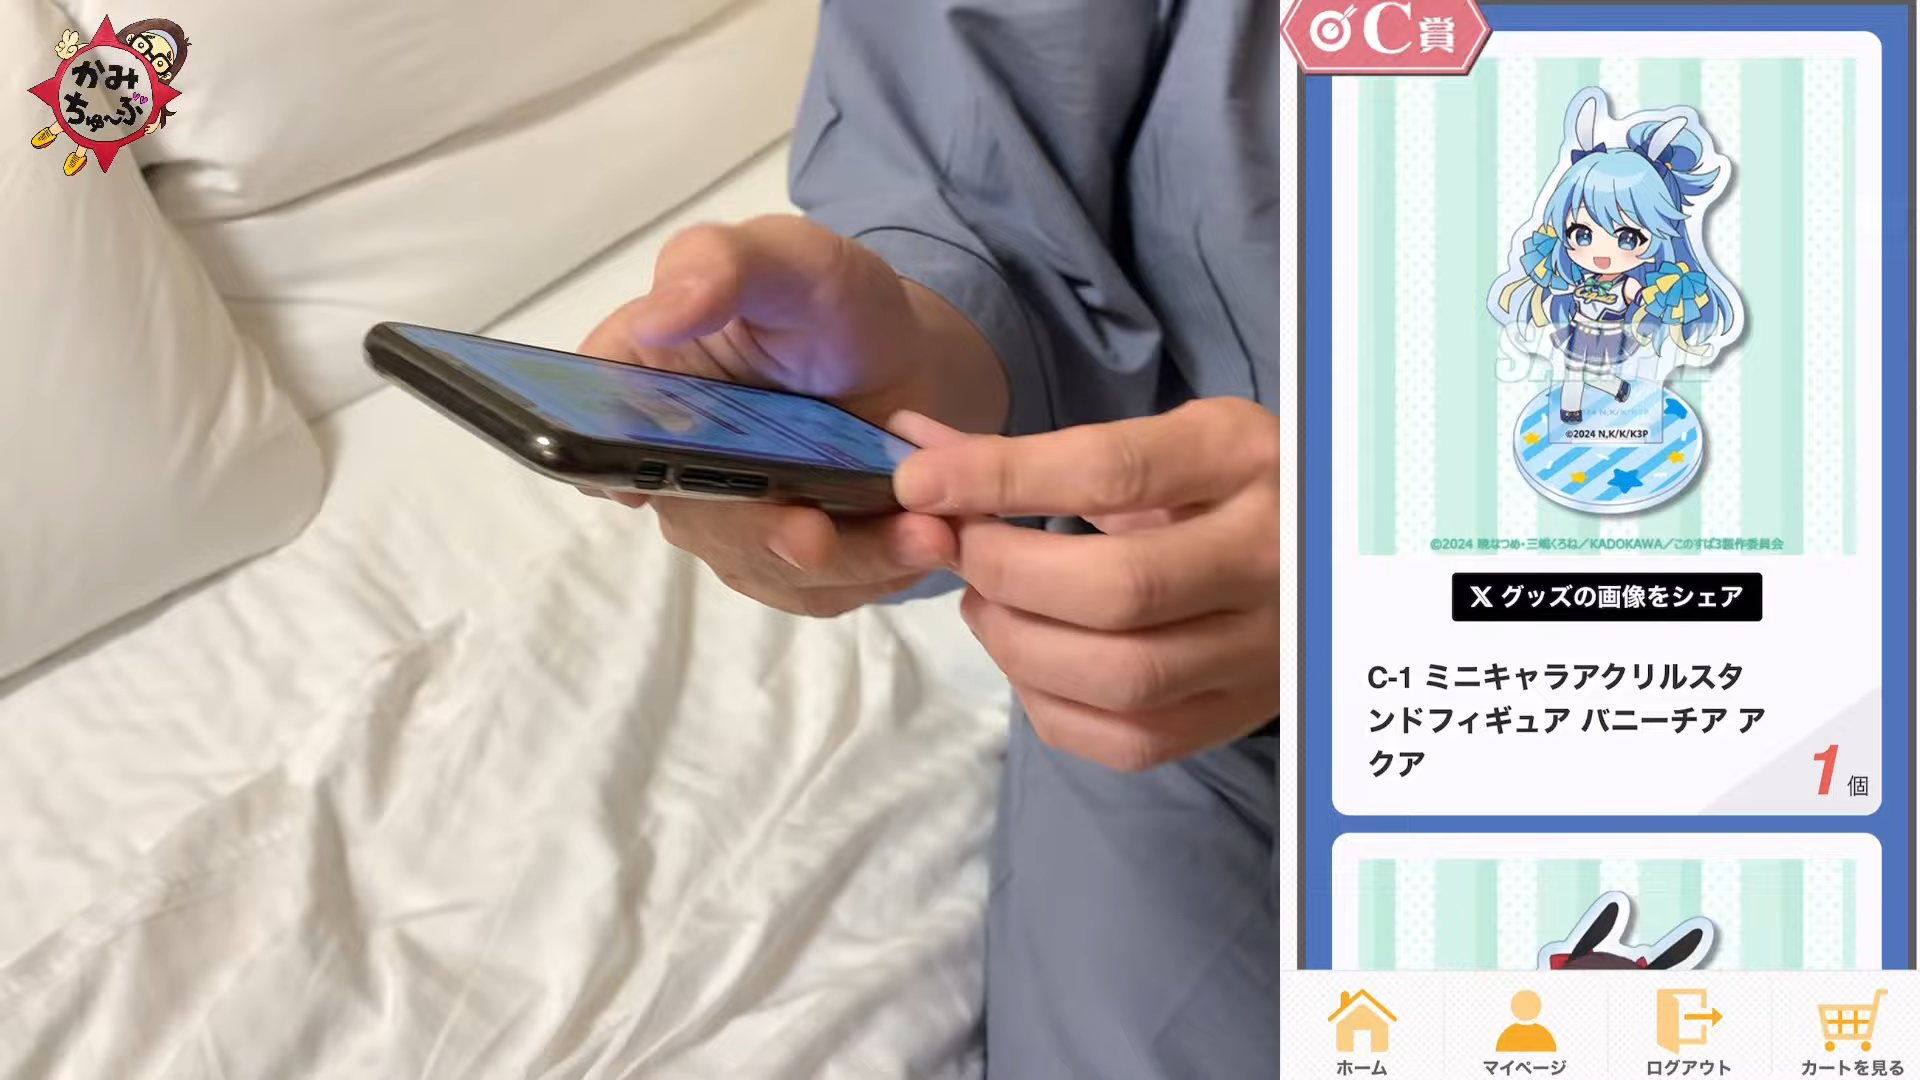 かみ
ちゅ〜ぶ
C賞
Aqua
SAMPLE
©2024 N,K/K/K3P
©2024 暁なつめ・三嶋くろね／KADOKAWA／このすば3製作委員会
X グッズの画像をシェア
C-1 ミニキャラアクリルスタ
ンドフィギュア バニーチア ア
クア
1個
ホーム
マイページ
ログアウト
カートを見る